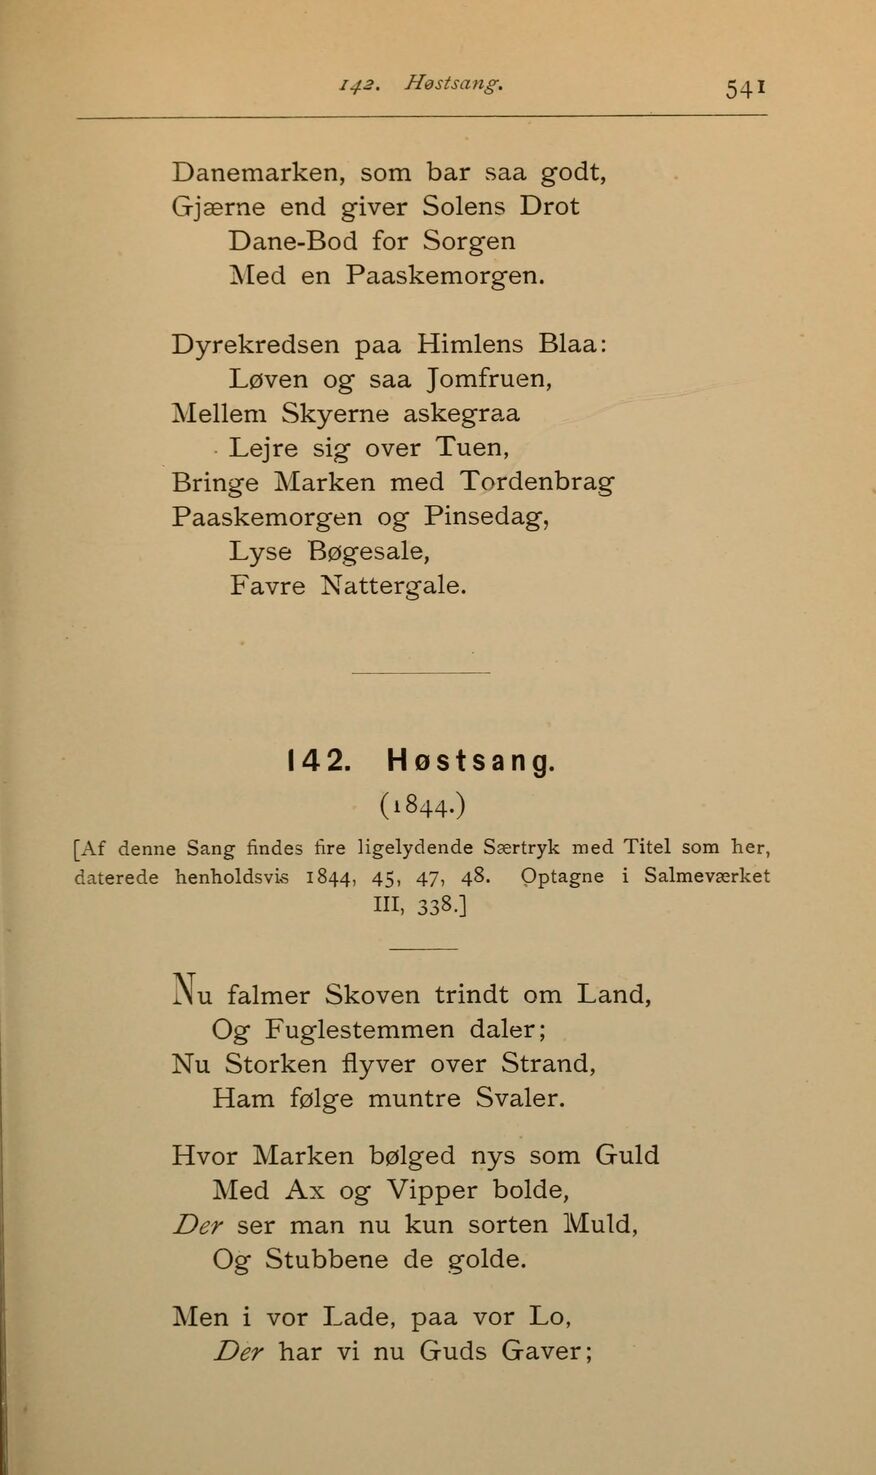 142. Høstsang.
541
Danemarken, som bar saa godt,
Gjærne end giver Solens Drot
Dane-Bod for Sorgen
Med en Paaskemorgen.
Dyrekredsen paa Himlens Blaa:
Løven og saa Jomfruen,
Mellem Skyerne askegraa
Lejre sig over Tuen,
Bringe Marken med Tordenbrag
Paaskemorgen og Pinsedag,
Lyse Bøgesale,
Favre Nattergale.
142. Høstsang.
(1844.)
[Af denne Sang findes fire ligelydende Særtryk med Titel som her,
daterede henholdsvis 1844, 45, 47, 48. Optagne i Salmeværket
III, 338.]
Nu falmer Skoven trindt om Land,
Og Fuglestemmen daler;
Nu Storken flyver over Strand,
Ham følge muntre Svaler.
Hvor Marken bølged nys som Guld
Med Ax og Vipper bolde,
Der ser man nu kun sorten Muld,
Og Stubbene de golde.
Men i vor Lade, paa vor Lo,
Der har vi nu Guds Gaver;